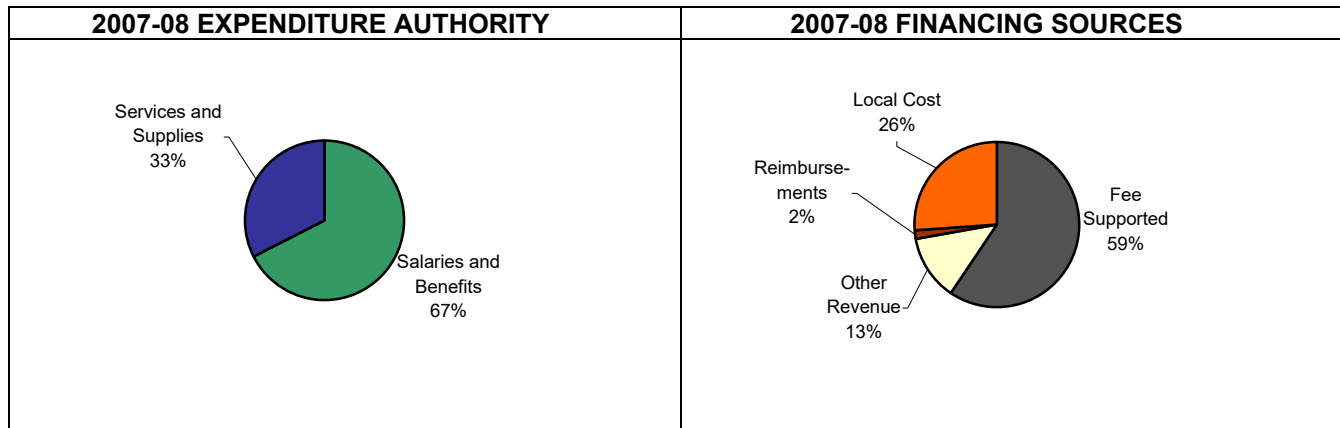 2007-08 EXPENDITURE AUTHORITY
Services and
Supplies
33%
Salaries and
Benefits
67%
2007-08 FINANCING SOURCES
Local Cost
26%
Reimburse-
ments
2%
Fee
Supported
59%
Other
Revenue
13%